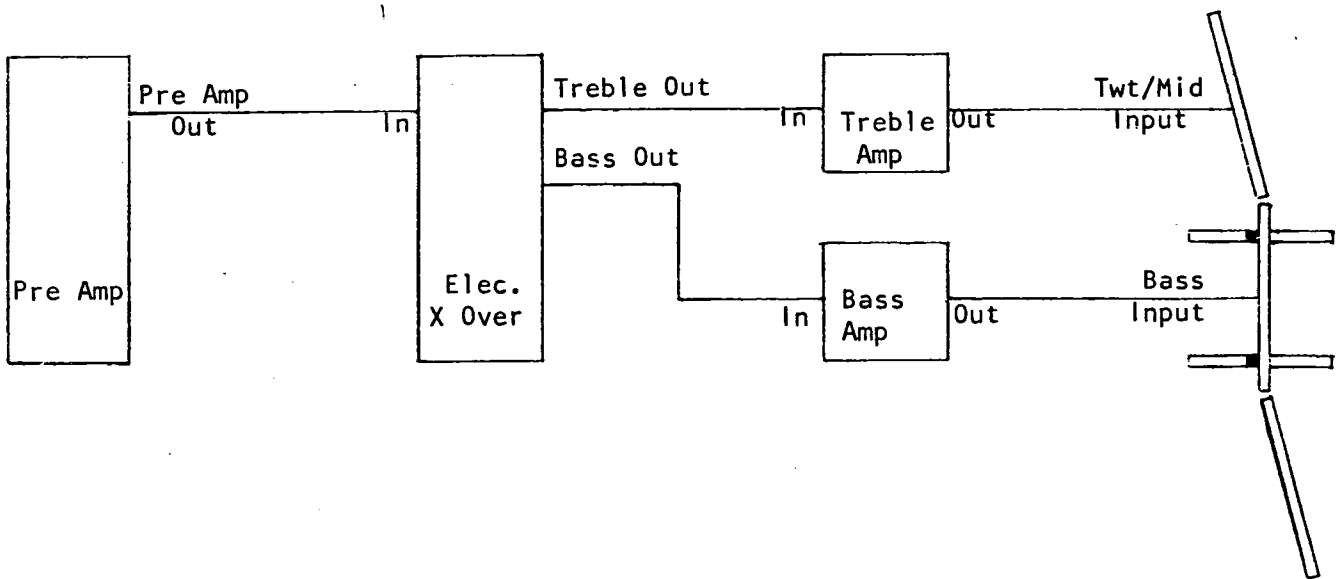 Pre Amp
Out
In
Pre Amp
Elec.
X Over
Treble Out
Bass Out
In
Treble
Amp
Out
Twt/Mid
Input
In
Bass
Amp
Out
Bass
Input